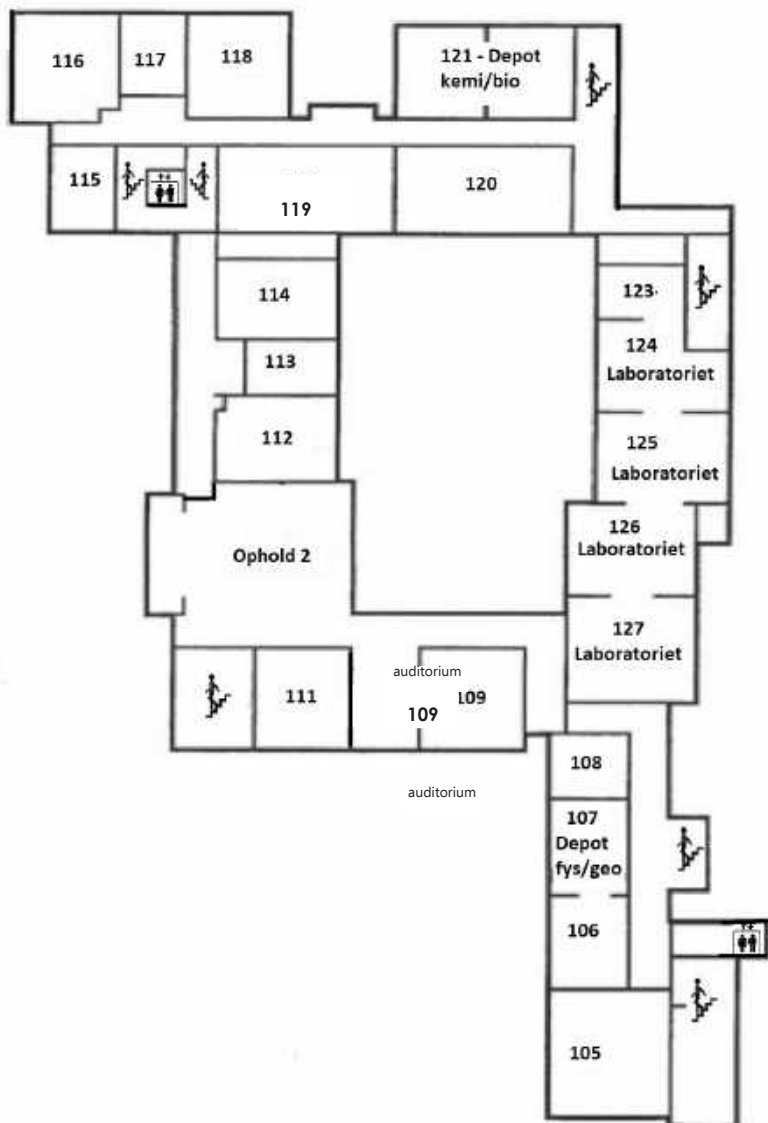 116
117
118
121 - Depot
kemi/bio
115
119
120
114
123.
124
Laboratoriet
113
112
125
Laboratoriet
126
Laboratoriet
Ophold 2
127
Laboratoriet
auditorium
111
109
109
108
auditorium
107
Depot
fys/geo
106
105